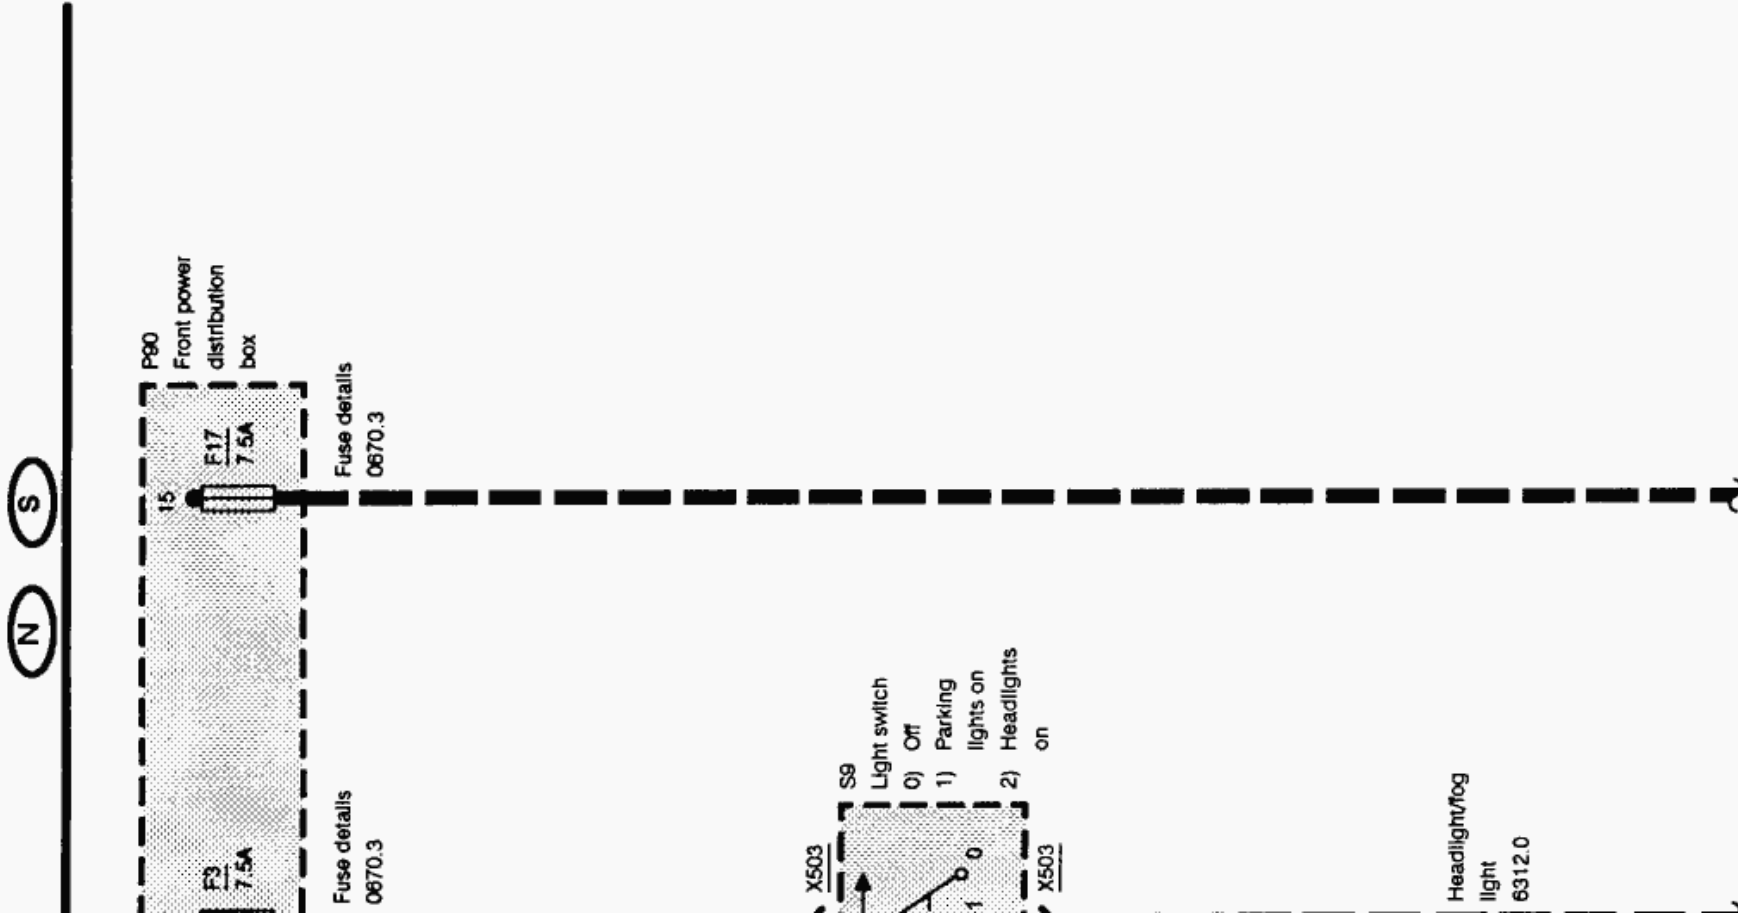 S
N
P90
Front power
distribution
box
F17
7.5A
15
Fuse details
0670.3
F3
7.5A
Fuse details
0670.3
S9
Light switch
0) Off
1) Parking
lights on
2) Headlights
on
X503
X503
0
1
Headlight/fog
light
6312.0